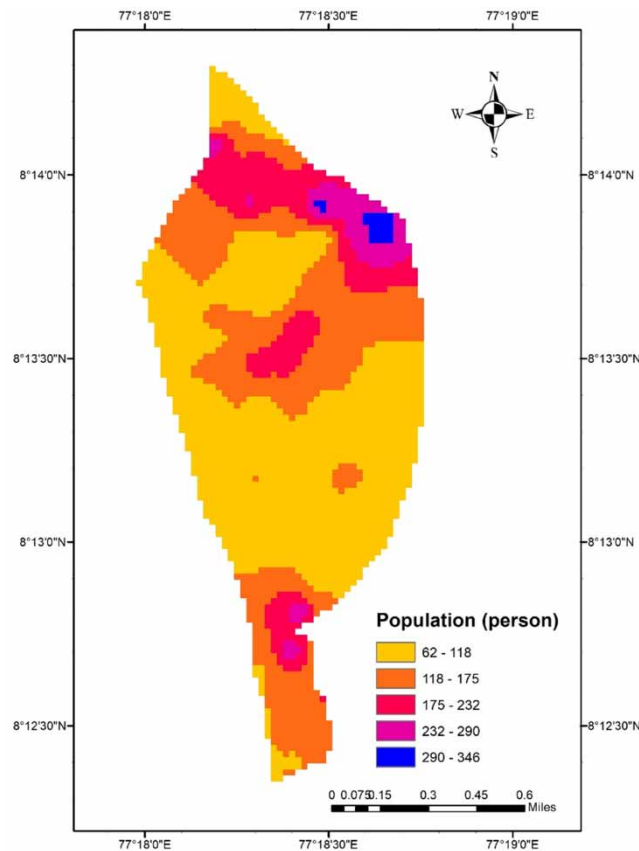 77°18'0"E 77°18'30"E 77°19'0"E
N
W E
S
8°14'0"N 8°14'0"N
8°13'30"N 8°13'30"N
8°13'0"N 8°13'0"N
Population (person)
62 - 118
118 - 175
175 - 232
232 - 290
290 - 346
8°12'30"N 8°12'30"N
0 0.075 0.15 0.3 0.45 0.6
Miles
77°18'0"E 77°18'30"E 77°19'0"E